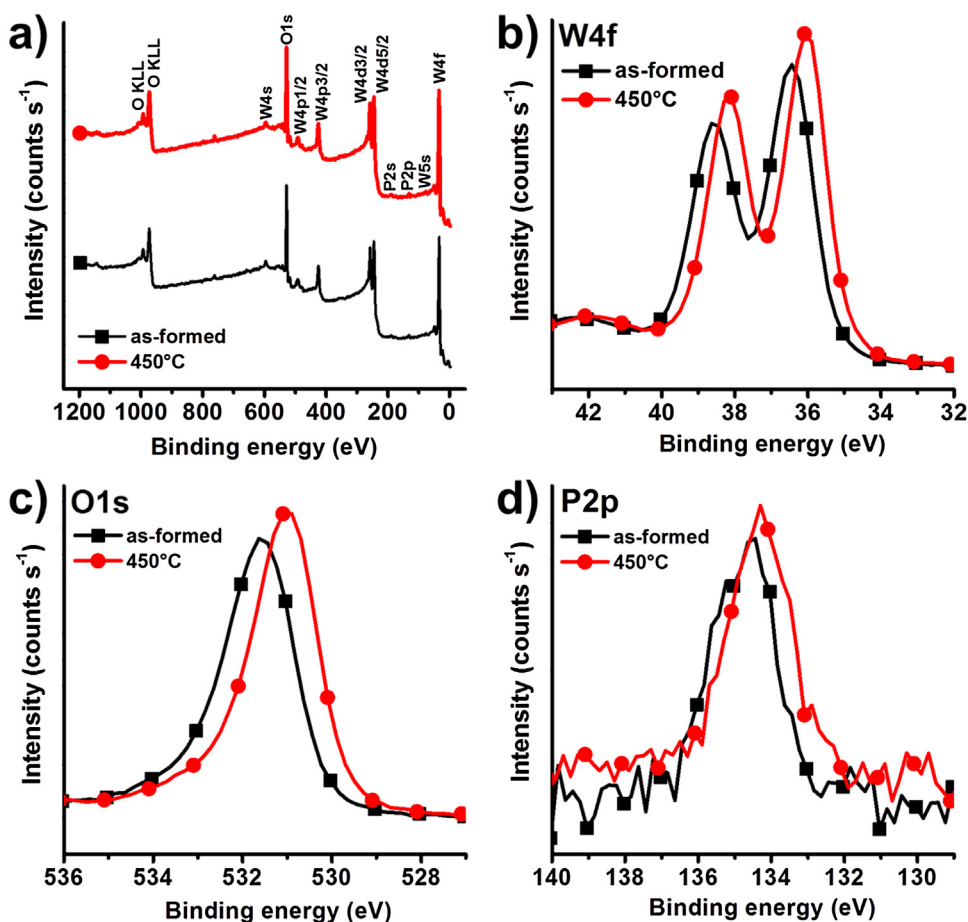 a)
O KLL
O KLL
W4s
O1s
W4p1/2
W4p3/2
W4d3/2
W4d5/2
P2s
P2p
W5s
W4f
as-formed
450°C
Intensity (counts s⁻¹)
1200 1000 800 600 400 200 0
Binding energy (eV)
b)
W4f
as-formed
450°C
Intensity (counts s⁻¹)
42 40 38 36 34 32
Binding energy (eV)
c)
O1s
as-formed
450°C
Intensity (counts s⁻¹)
536 534 532 530 528
Binding energy (eV)
d)
P2p
as-formed
450°C
Intensity (counts s⁻¹)
140 138 136 134 132 130
Binding energy (eV)